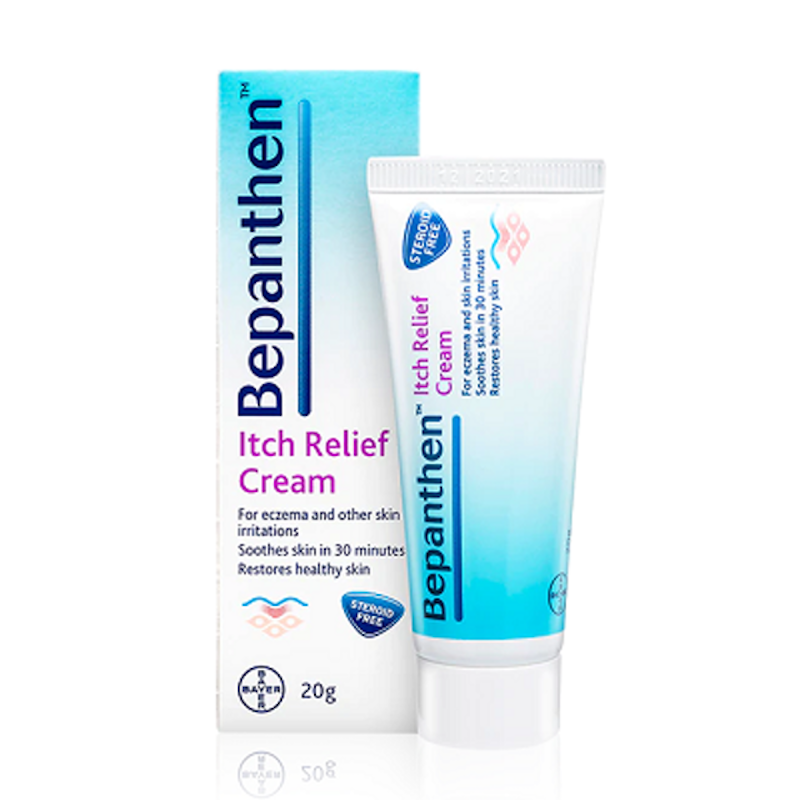 Bepanthen™
Itch Relief
Cream
For eczema and other skin
irritations
Soothes skin in 30 minutes
Restores healthy skin
STEROID
FREE
BAYER
BAYER
20g
12 2021
STEROID
FREE
Bepanthen™
Itch Relief
Cream
For eczema and skin irritations
Soothes skin in 30 minutes
Restores healthy skin